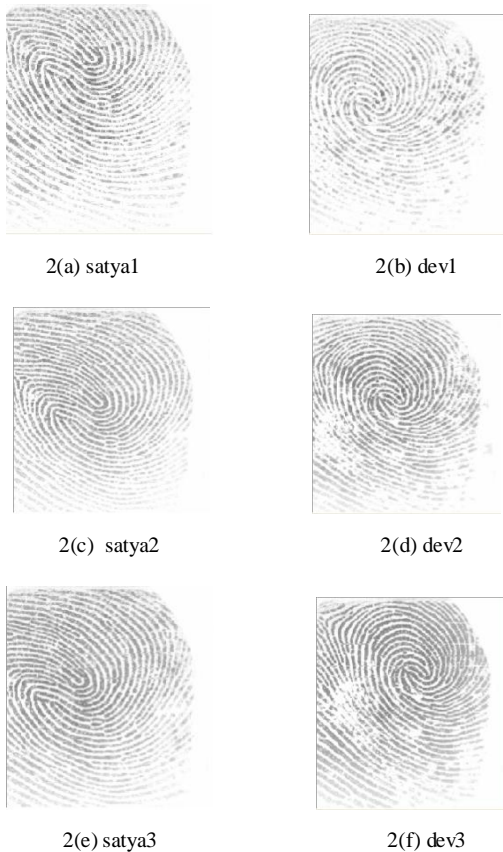 2(a) satya1
2(b) dev1
2(c) satya2
2(d) dev2
2(e) satya3
2(f) dev3